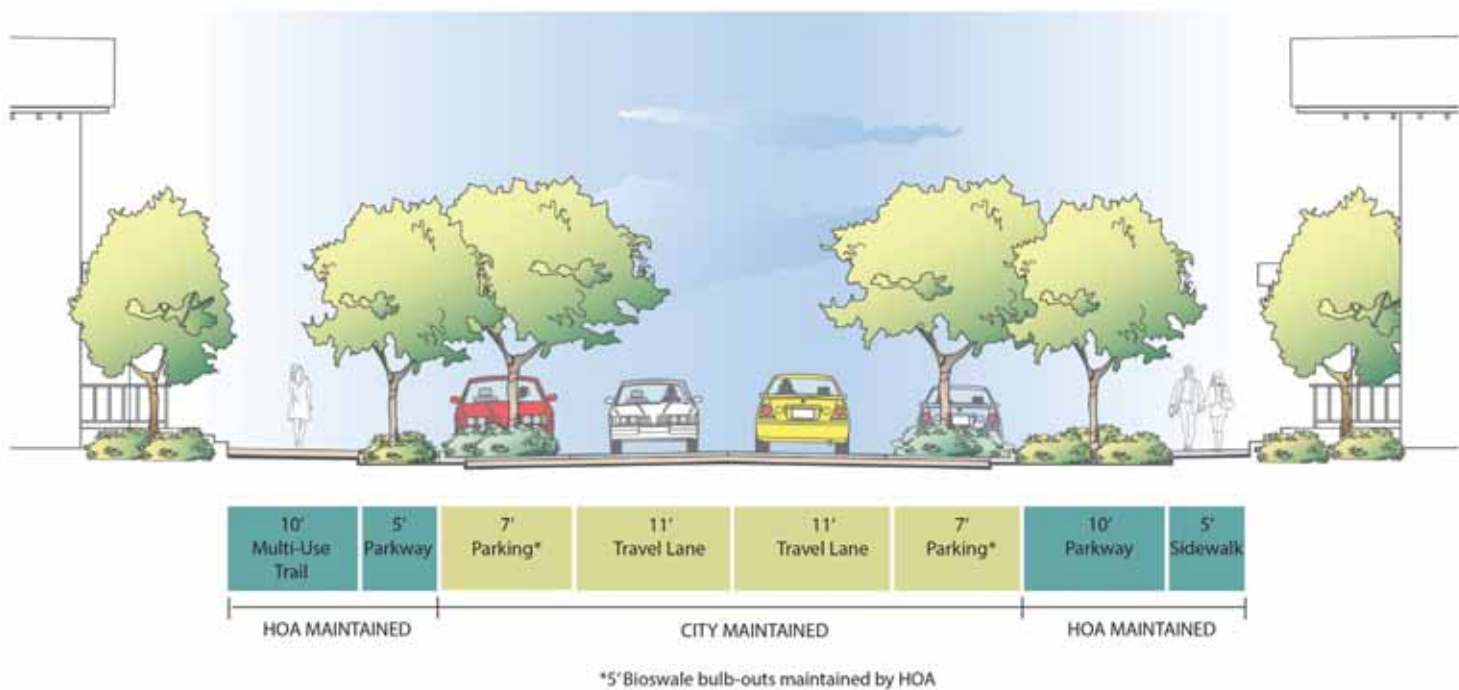 10'
Multi-Use
Trail
5'
Parkway
7'
Parking*
11'
Travel Lane
11'
Travel Lane
7'
Parking*
10'
Parkway
5'
Sidewalk
HOA MAINTAINED
CITY MAINTAINED
HOA MAINTAINED
*5' Bioswale bulb-outs maintained by HOA